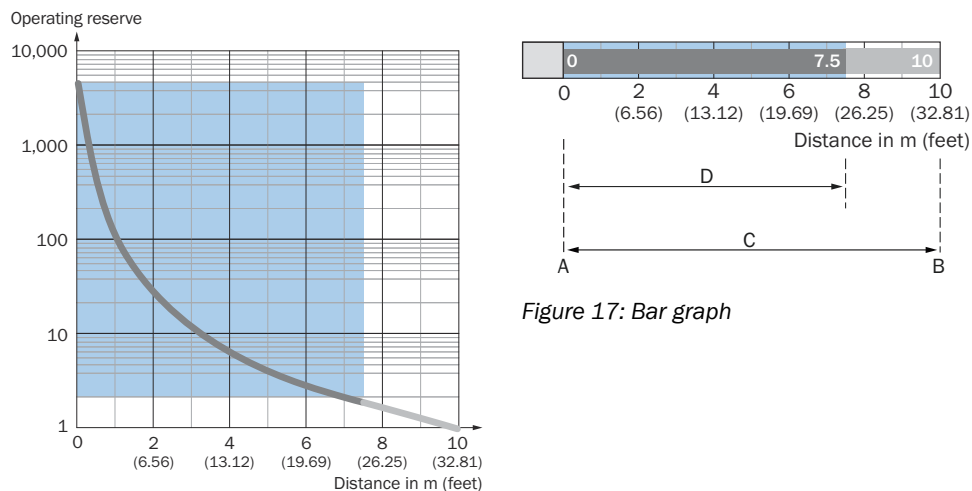 Operating reserve
10,000
1,000
100
10
1
0 2 4 6 8 10
(6.56) (13.12) (19.69) (26.25) (32.81)
Distance in m (feet)
0 7.5 10
0 2 4 6 8 10
(6.56) (13.12) (19.69) (26.25) (32.81)
Distance in m (feet)
D
C
A B
Figure 17: Bar graph